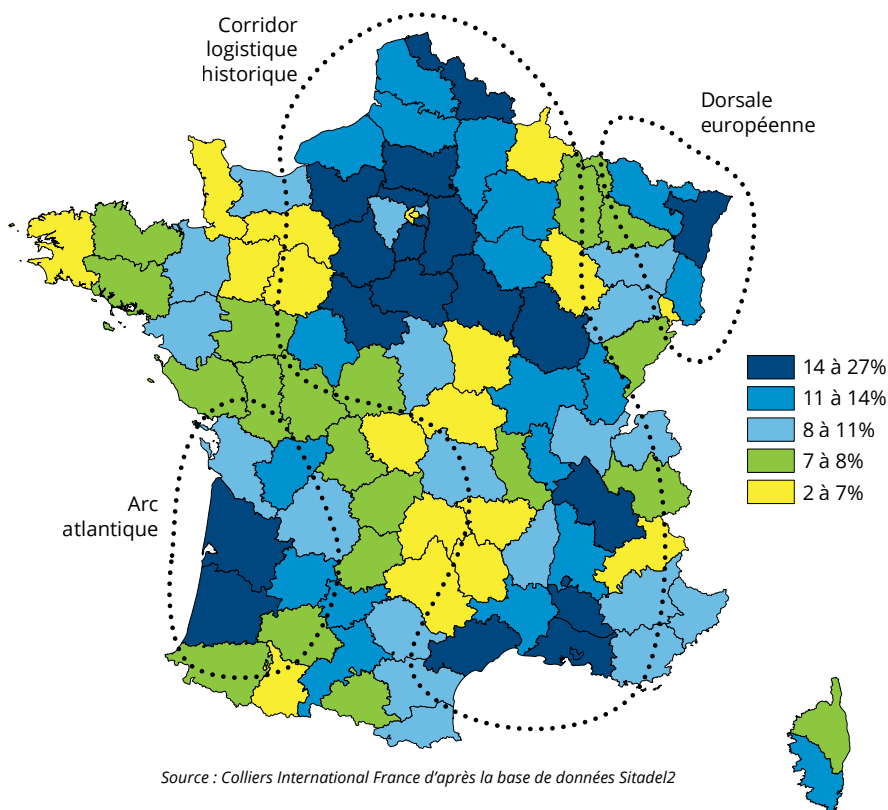 Corridor
logistique
historique
Dorsale
européenne
14 à 27%
11 à 14%
8 à 11%
7 à 8%
2 à 7%
Arc
atlantique
Source : Colliers International France d'après la base de données Sitadel2